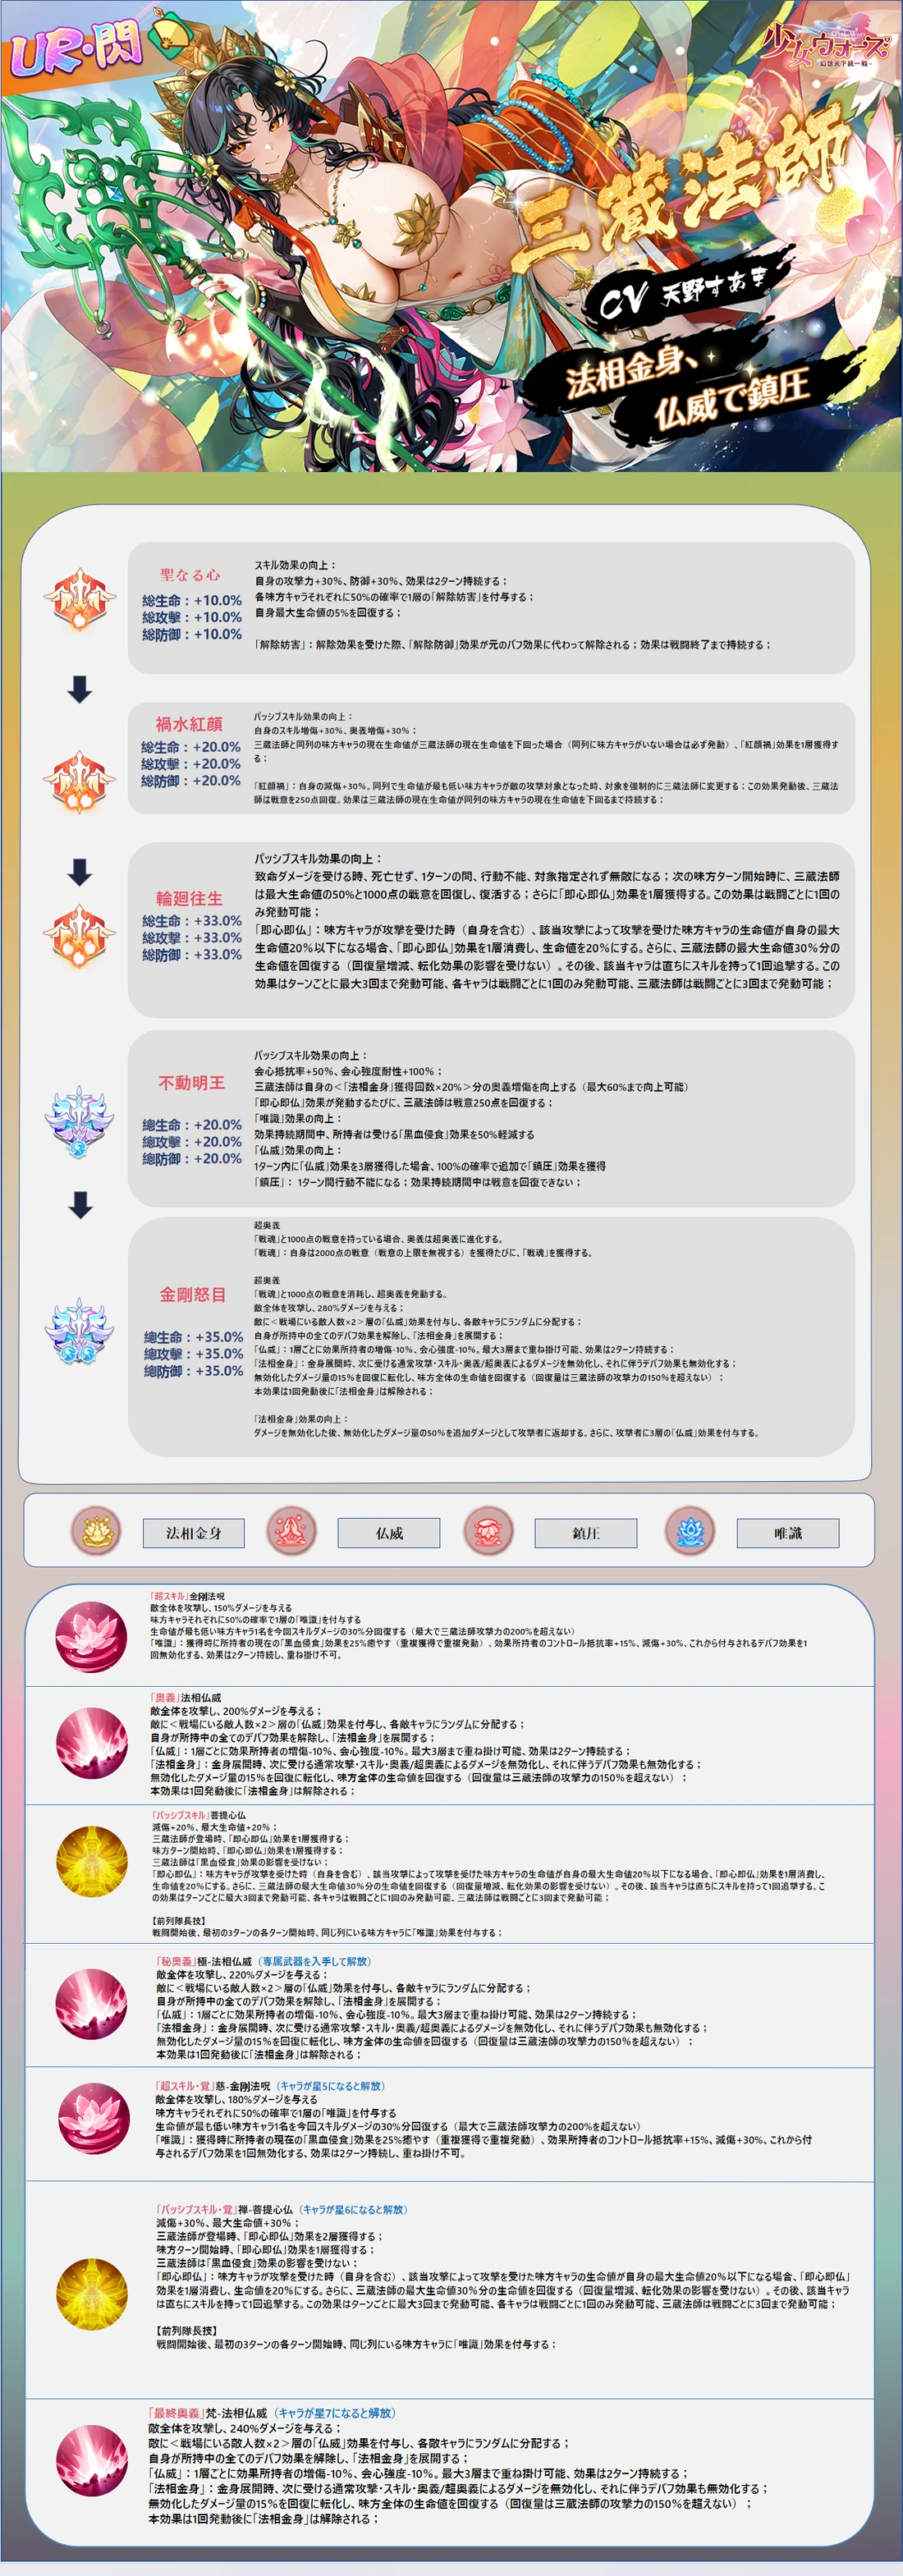 UR·閃
少女ウォーズ
幻想天下統一戦
三蔵法師
CV 天野すあま
法相金身、
仏威で鎮圧
聖なる心
総生命：+10.0%
総攻撃：+10.0%
総防御：+10.0%
スキル効果の向上：
自身の攻撃力+30%、防御+30%、効果は2ターン持続する；
各味方キャラそれぞれに50%の確率で1層の「解除妨害」を付与する；
自身最大生命値の5%を回復する；
「解除妨害」：解除効果を受けた際、「解除防御」効果が元のバフ効果に代わって解除される；効果は戦闘終了まで持続する；
禍水紅顔
総生命：+20.0%
総攻撃：+20.0%
総防御：+20.0%
パッシブスキル効果の向上：
自身のスキル増傷+30%、奥義増傷+30%；
三蔵法師と同列の味方キャラの現在生命値が三蔵法師の現在生命値を下回った場合（同列に味方キャラがいない場合は必ず発動）、「紅顔禍」効果を1層獲得す
る；
「紅顔禍」：自身の減傷+30%。同列で生命値が最も低い味方キャラが敵の攻撃対象となった時、対象を強制的に三蔵法師に変更する；この効果発動後、三蔵法
師は戦意を250点回復。効果は三蔵法師の現在生命値が同列の味方キャラの現在生命値を下回るまで持続する；
輪廻往生
総生命：+33.0%
総攻撃：+33.0%
総防御：+33.0%
パッシブスキル効果の向上：
致命ダメージを受ける時、死亡せず、1ターンの間、行動不能、対象指定されず無敵になる；次の味方ターン開始時に、三蔵法師
は最大生命値の50%と1000点の戦意を回復し、復活する；さらに「即心即仏」効果を1層獲得する。この効果は戦闘ごとに1回の
み発動可能；
「即心即仏」：味方キャラが攻撃を受けた時（自身を含む）、該当攻撃によって攻撃を受けた味方キャラの生命値が自身の最大
生命値20%以下になる場合、「即心即仏」効果を1層消費し、生命値を20%にする。さらに、三蔵法師の最大生命値30%分の
生命値を回復する（回復量増減、転化効果の影響を受けない）。その後、該当キャラは直ちにスキルを持って1回追撃する。この
効果はターンごとに最大3回まで発動可能、各キャラは戦闘ごとに1回のみ発動可能、三蔵法師は戦闘ごとに3回まで発動可能；
不動明王
總生命：+20.0%
總攻撃：+20.0%
總防御：+20.0%
パッシブスキル効果の向上：
会心抵抗率+50%、会心強度耐性+100%；
三蔵法師は自身の＜「法相金身」獲得回数×20%＞分の奥義増傷を向上する（最大60%まで向上可能）
「即心即仏」効果が発動するたびに、三蔵法師は戦意250点を回復する；
「唯識」効果の向上：
効果持続期間中、所持者は受ける「黒血侵食」効果を50%軽減する
「仏威」効果の向上：
1ターン内に「仏威」効果を3層獲得した場合、100%の確率で追加で「鎮圧」効果を獲得
「鎮圧」：1ターン間行動不能になる；効果持続期間中は戦意を回復できない；
金剛怒目
總生命：+35.0%
總攻撃：+35.0%
總防御：+35.0%
超奥義
「戦魂」と1000点の戦意を持っている場合、奥義は超奥義に進化する。
「戦魂」：自身は2000点の戦意（戦意の上限を無視する）を獲得たびに、「戦魂」を獲得する。
超奥義
「戦魂」と1000点の戦意を消耗し、超奥義を発動する。
敵全体を攻撃し、280%ダメージを与える；
敵に＜戦場にいる敵人数×2＞層の「仏威」効果を付与し、各敵キャラにランダムに分配する；
自身が所持中の全てのデバフ効果を解除し、「法相金身」を展開する；
「仏威」：1層ごとに効果所持者の増傷-10%、会心強度-10%。最大3層まで重ね掛け可能、効果は2ターン持続する；
「法相金身」：金身展開時、次に受ける通常攻撃・スキル・奥義/超奥義によるダメージを無効化し、それに伴うデバフ効果も無効化する；
無効化したダメージ量の15%を回復に転化し、味方全体の生命値を回復する（回復量は三蔵法師の攻撃力の150%を超えない）；
本効果は1回発動後に「法相金身」は解除される；
「法相金身」効果の向上：
ダメージを無効化した後、無効化したダメージ量の50%を追加ダメージとして攻撃者に返却する。さらに、攻撃者に3層の「仏威」効果を付与する。
法相金身
仏威
鎮圧
唯識
「超スキル」金剛法呪
敵全体を攻撃し、150%ダメージを与える
味方キャラそれぞれに50%の確率で1層の「唯識」を付与する
生命値が最も低い味方キャラ1名を今回スキルダメージの30%分回復する（最大で三蔵法師攻撃力の200%を超えない）
「唯識」：獲得時に所持者の現在の「黒血侵食」効果を25%癒やす（重複獲得で重複発動）、効果所持者のコントロール抵抗率+15%、減傷+30%、これから付与されるデバフ効果を1
回無効化する、効果は2ターン持続し、重ね掛け不可。
「奥義」法相仏威
敵全体を攻撃し、200%ダメージを与える；
敵に＜戦場にいる敵人数×2＞層の「仏威」効果を付与し、各敵キャラにランダムに分配する；
自身が所持中の全てのデバフ効果を解除し、「法相金身」を展開する；
「仏威」：1層ごとに効果所持者の増傷-10%、会心強度-10%。最大3層まで重ね掛け可能、効果は2ターン持続する；
「法相金身」：金身展開時、次に受ける通常攻撃・スキル・奥義/超奥義によるダメージを無効化し、それに伴うデバフ効果も無効化する；
無効化したダメージ量の15%を回復に転化し、味方全体の生命値を回復する（回復量は三蔵法師の攻撃力の150%を超えない）；
本効果は1回発動後に「法相金身」は解除される；
「パッシブスキル」菩提心仏
減傷+20%、最大生命値+20%；
三蔵法師が登場時、「即心即仏」効果を1層獲得する；
味方ターン開始時、「即心即仏」効果を1層獲得する；
三蔵法師は「黒血侵食」効果の影響を受けない；
「即心即仏」：味方キャラが攻撃を受けた時（自身を含む）、該当攻撃によって攻撃を受けた味方キャラの生命値が自身の最大生命値20%以下になる場合、「即心即仏」効果を1層消費し、
生命値を20%にする。さらに、三蔵法師の最大生命値30%分の生命値を回復する（回復量増減、転化効果の影響を受けない）。その後、該当キャラは直ちにスキルを持って1回追撃する。こ
の効果はターンごとに最大3回まで発動可能、各キャラは戦闘ごとに1回のみ発動可能、三蔵法師は戦闘ごとに3回まで発動可能；
【前列隊長技】
戦闘開始後、最初の3ターンの各ターン開始時、同じ列にいる味方キャラに「唯識」効果を付与する；
「秘奥義」極-法相仏威（専属武器を入手して解放）
敵全体を攻撃し、220%ダメージを与える；
敵に＜戦場にいる敵人数×2＞層の「仏威」効果を付与し、各敵キャラにランダムに分配する；
自身が所持中の全てのデバフ効果を解除し、「法相金身」を展開する；
「仏威」：1層ごとに効果所持者の増傷-10%、会心強度-10%。最大3層まで重ね掛け可能、効果は2ターン持続する；
「法相金身」：金身展開時、次に受ける通常攻撃・スキル・奥義/超奥義によるダメージを無効化し、それに伴うデバフ効果も無効化する；
無効化したダメージ量の15%を回復に転化し、味方全体の生命値を回復する（回復量は三蔵法師の攻撃力の150%を超えない）；
本効果は1回発動後に「法相金身」は解除される；
「超スキル・覚」慈-金剛法呪（キャラが星5になると解放）
敵全体を攻撃し、180%ダメージを与える
味方キャラそれぞれに50%の確率で1層の「唯識」を付与する
生命値が最も低い味方キャラ1名を今回スキルダメージの30%分回復する（最大で三蔵法師攻撃力の200%を超えない）
「唯識」：獲得時に所持者の現在の「黒血侵食」効果を25%癒やす（重複獲得で重複発動）、効果所持者のコントロール抵抗率+15%、減傷+30%、これから付
与されるデバフ効果を1回無効化する、効果は2ターン持続し、重ね掛け不可。
「パッシブスキル・覚」禅-菩提心仏（キャラが星6になると解放）
減傷+30%、最大生命値+30%；
三蔵法師が登場時、「即心即仏」効果を2層獲得する；
味方ターン開始時、「即心即仏」効果を1層獲得する；
三蔵法師は「黒血侵食」効果の影響を受けない；
「即心即仏」：味方キャラが攻撃を受けた時（自身を含む）、該当攻撃によって攻撃を受けた味方キャラの生命値が自身の最大生命値20%以下になる場合、「即心即仏」
効果を1層消費し、生命値を20%にする。さらに、三蔵法師の最大生命値30%分の生命値を回復する（回復量増減、転化効果の影響を受けない）。その後、該当キャラ
は直ちにスキルを持って1回追撃する。この効果はターンごとに最大3回まで発動可能、各キャラは戦闘ごとに1回のみ発動可能、三蔵法師は戦闘ごとに3回まで発動可能；
【前列隊長技】
戦闘開始後、最初の3ターンの各ターン開始時、同じ列にいる味方キャラに「唯識」効果を付与する；
「最終奥義」梵-法相仏威（キャラが星7になると解放）
敵全体を攻撃し、240%ダメージを与える；
敵に＜戦場にいる敵人数×2＞層の「仏威」効果を付与し、各敵キャラにランダムに分配する；
自身が所持中の全てのデバフ効果を解除し、「法相金身」を展開する；
「仏威」：1層ごとに効果所持者の増傷-10%、会心強度-10%。最大3層まで重ね掛け可能、効果は2ターン持続する；
「法相金身」：金身展開時、次に受ける通常攻撃・スキル・奥義/超奥義によるダメージを無効化し、それに伴うデバフ効果も無効化する；
無効化したダメージ量の15%を回復に転化し、味方全体の生命値を回復する（回復量は三蔵法師の攻撃力の150%を超えない）；
本効果は1回発動後に「法相金身」は解除される；